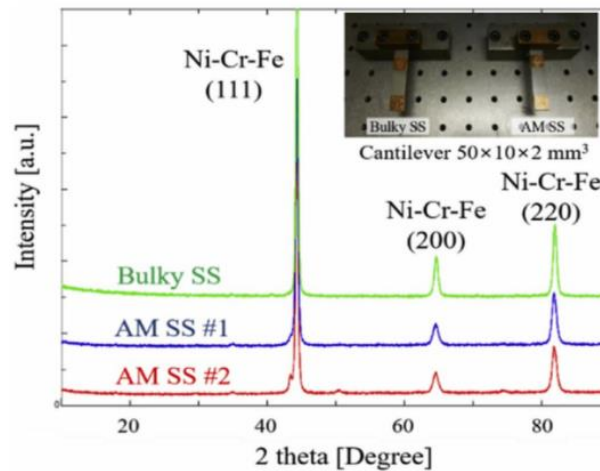 Ni-Cr-Fe
(111)
Bulky SS
AM SS
Cantilever 50×10×2 mm³
Ni-Cr-Fe
(200)
Ni-Cr-Fe
(220)
Bulky SS
AM SS #1
AM SS #2
Intensity [a.u.]
20
40
60
80
2 theta [Degree]